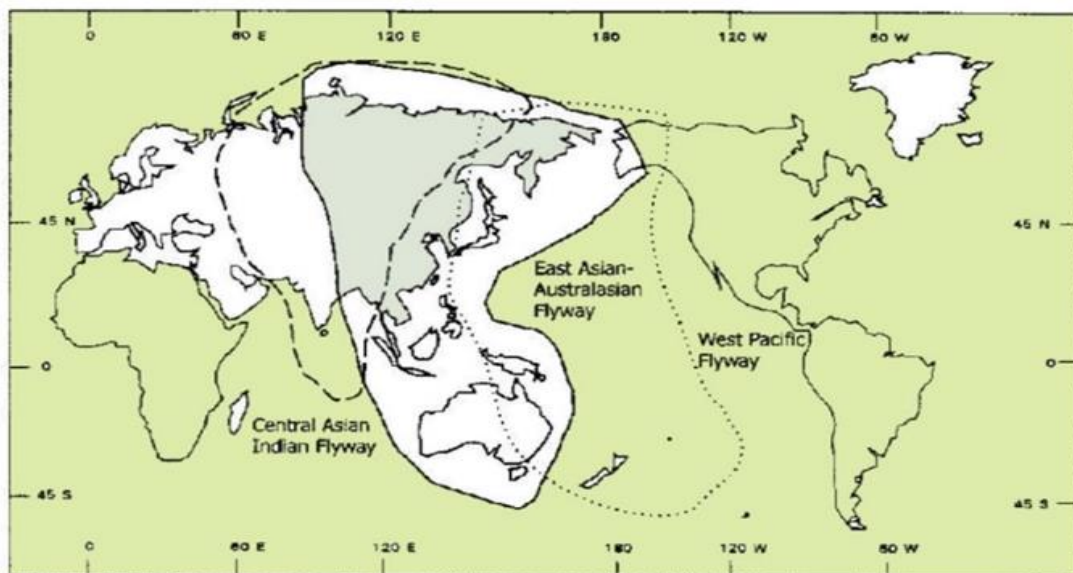 0 60 E 120 E 180 120 W 60 W
45 N 45 N
East Asian-
Australasian
Flyway
West Pacific
Flyway
0 0
Central Asian
Indian Flyway
45 S 45 S
0 60 E 120 E 180 120 W 60 W